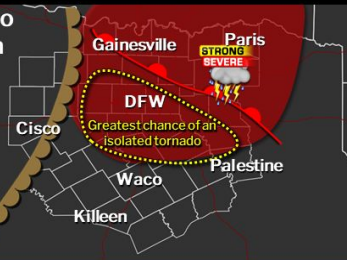 o
Gainesville
Paris
STRONG
SEVERE
DFW
Greatest chance of an
isolated tornado
Cisco
Palestine
Waco
Killeen